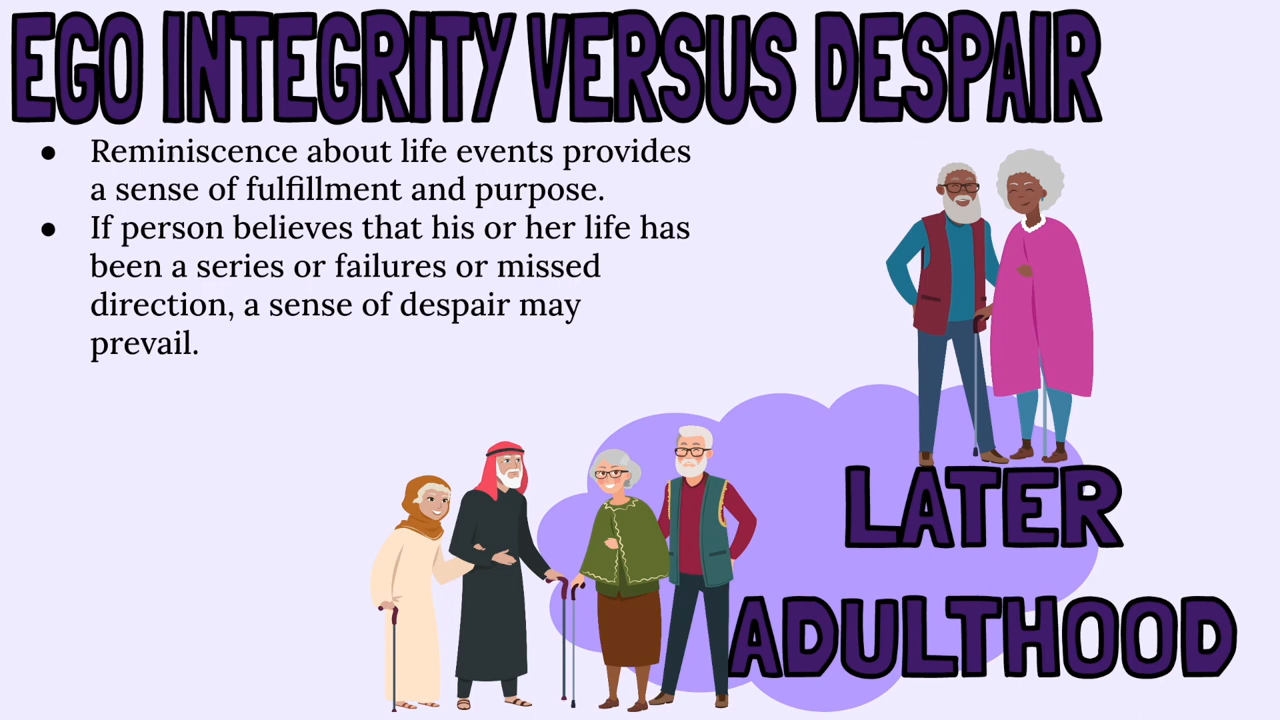 EGO INTEGRITY VERSUS DESPAIR
● Reminiscence about life events provides
a sense of fulfillment and purpose.
● If person believes that his or her life has
been a series or failures or missed
direction, a sense of despair may
prevail.
LATER
ADULTHOOD